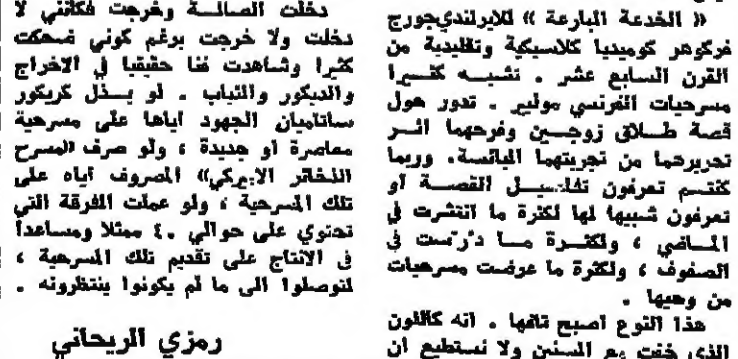 « الخدعة البارعة » للايرلندي جورج
فركوهر كوميديا كلاسيكية وتقليدية من
القرن السابع عشر . تشبه كثيرا
مسرحيات الفرنسي موليير . تدور حول
قصة طلاق زوجين وفرحهما اثر
تحريرهما من تجربتهما اليائسة. وربما
كنتم تعرفون تفاصيل القصة أو
تعرفون شبيها لها لكثرة ما انتشرت في
الماضي ، ولكثرة ما دُرّست في
الصفوف ، ولكثرة ما عرضت مسرحيات
من وحيها .
هذا النوع اصبح تافها . انه كاللون
الذي خفت مع السنين ولا نستطيع ان
دخلت الصالة وخرجت فكأنني لا
دخلت ولا خرجت برغم كوني ضحكت
كثيرا وشاهدت فنا حقيقيا في الاخراج
والديكور والثياب . لو بذل كريكور
ساتاميان الجهود اياها على مسرحية
معاصرة او جديدة ، ولو صرف «المسرح
اياه على المصروف
تلك المسرحية ، ولو عملت الفرقة التي
تحتوي على حوالي ٤٠ ممثلا ومساعدا
في الانتاج على تقديم تلك المسرحية ،
لتوصلوا الى ما لم يكونوا ينتظرونه .
رمزي الريحاني